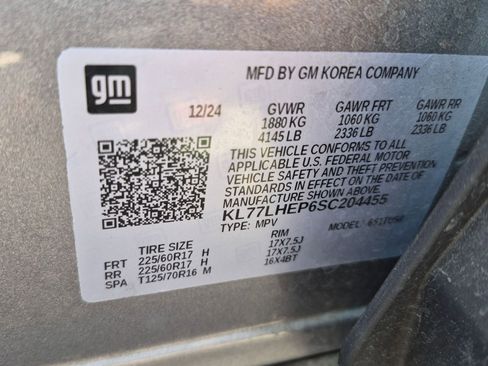 gm
MFD BY GM KOREA COMPANY
12/24 GVWR GAWR FRT GAWR RR
1880 KG 1060 KG 1060 KG
4145 LB 2336 LB 2336 LB
THIS VEHICLE CONFORMS TO ALL
APPLICABLE U.S. FEDERAL MOTOR
VEHICLE SAFETY AND THEFT PREVENTION
STANDARDS IN EFFECT ON THE DATE OF
MANUFACTURE SHOWN ABOVE.
KL77LHEP6SC204455
TYPE: MPV MODEL:
TIRE SIZE RIM
FRT 225/60R17 H 17X7.5J
RR 225/60R17 H 17X7.5J
SPA T125/70R16 M 16X4BT